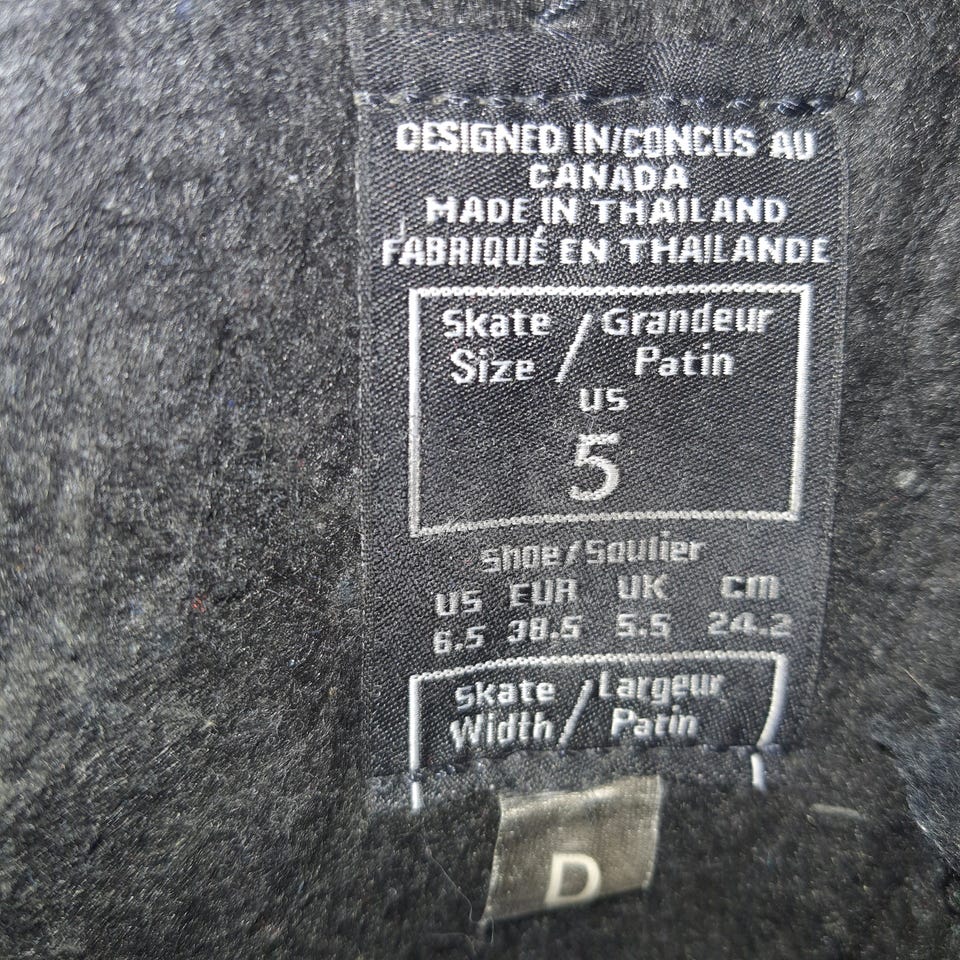 DESIGNED IN/CONCUS AU
CANADA
MADE IN THAILAND
FABRIQUÉ EN THAILANDE
Skate / Grandeur
Size / Patin
US
5
Shoe/Soulier
US EUR UK CM
6.5 38.5 5.5 24.2
Skate / Largeur
Width / Patin
D